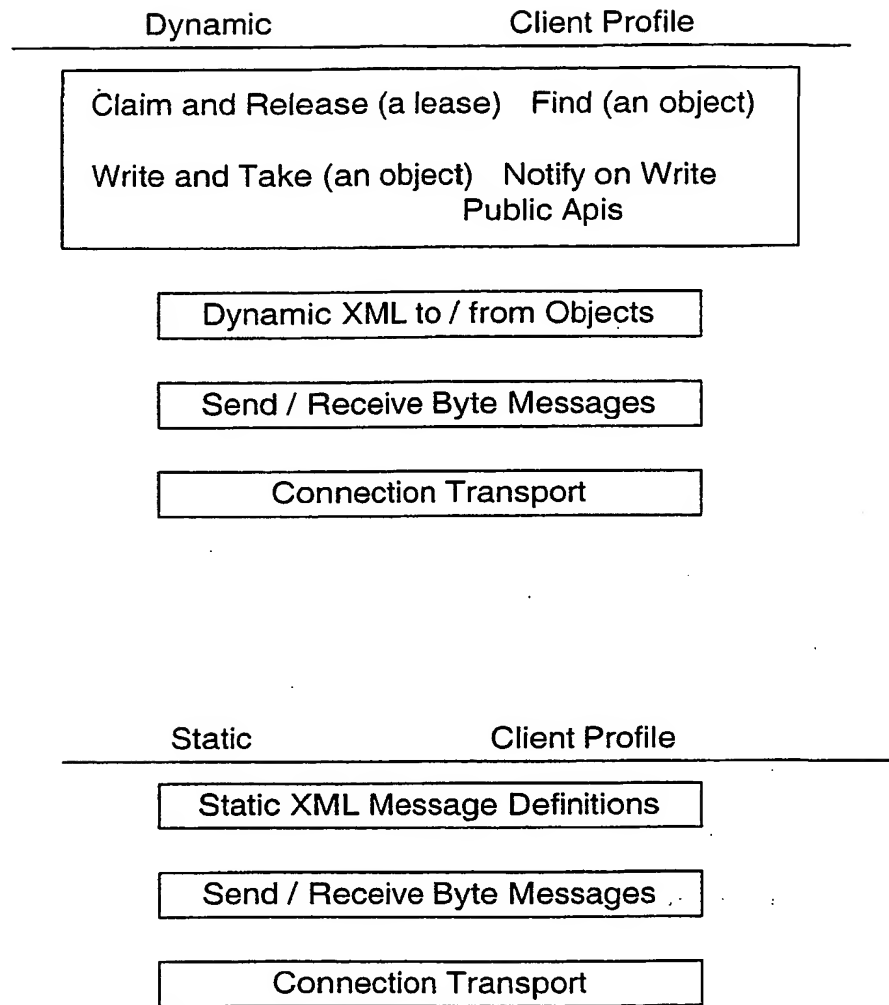 Dynamic Client Profile
Claim and Release (a lease) Find (an object)
Write and Take (an object) Notify on Write
Public Apis
Dynamic XML to / from Objects
Send / Receive Byte Messages
Connection Transport
Static Client Profile
Static XML Message Definitions
Send / Receive Byte Messages
Connection Transport